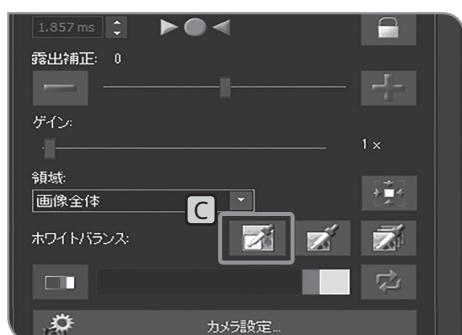 1.857 ms
露出補正: 0
ゲイン:
1 ×
領域:
画像全体
C
ホワイトバランス:
カメラ設定...